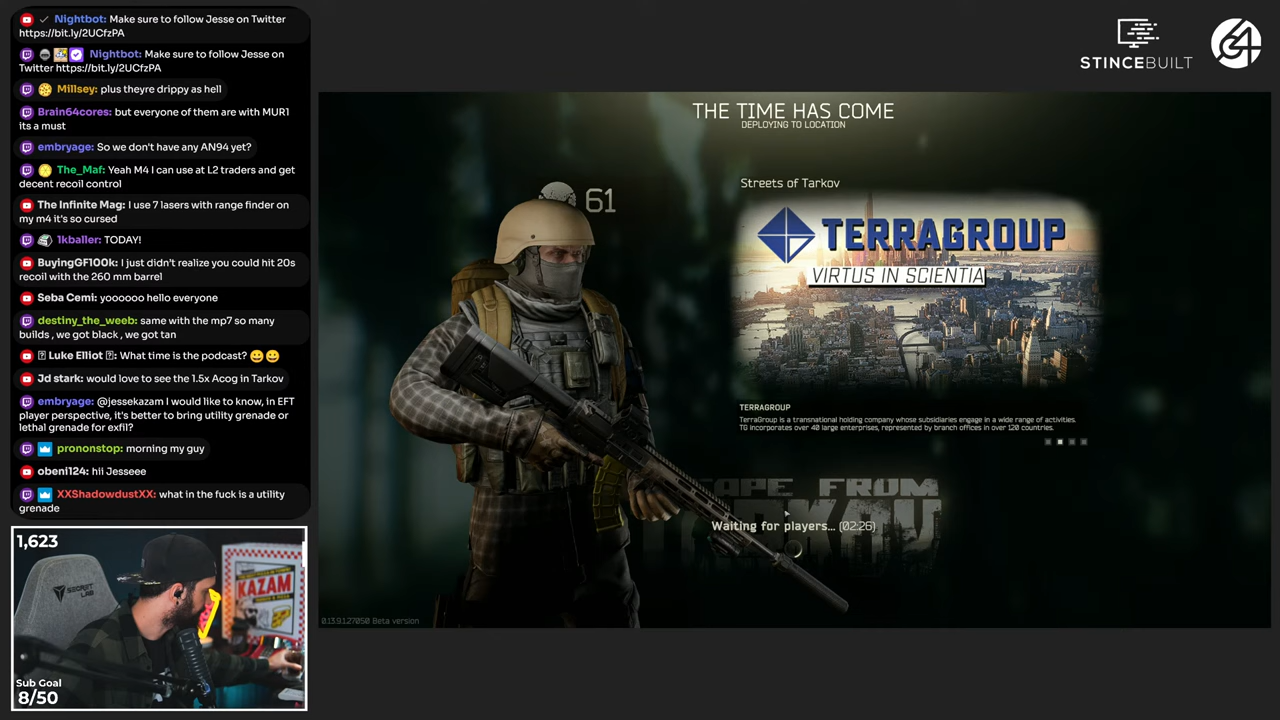 Nightbot: Make sure to follow Jesse on Twitter
https://bit.ly/2UCfzPA
Nightbot: Make sure to follow Jesse on
Twitter https://bit.ly/2UCfzPA
Millsey: plus theyre drippy as hell
Brain64cores: but everyone of them are with MUR1
its a must
embryage: So we don't have any AN94 yet?
The_Maf: Yeah M4 I can use at L2 traders and get
decent recoil control
The Infinite Mag: I use 7 lasers with range finder on
my m4 it's so cursed
1kballer: TODAY!
BuyingGF100k: I just didn't realize you could hit 20s
recoil with the 260 mm barrel
Seba Cemi: yoooooo hello everyone
destiny_the_weeb: same with the mp7 so many
builds , we got black , we got tan
Luke Elliot : What time is the podcast? 😀😀
Jd stark: would love to see the 1.5x Acog in Tarkov
embryage: @jessekazam I would like to know, in EFT
player perspective, it's better to bring utility grenade or
lethal grenade for exfil?
prononstop: morning my guy
obeni124: hii Jesseee
XXShadowdustXX: what in the fuck is a utility
grenade
1,623
SECRET LAB
KAZAM
Sub Goal
8/50
STINCEBUILT
THE TIME HAS COME
DEPLOYING TO LOCATION
61
Streets of Tarkov
TERRAGROUP
VIRTUS IN SCIENTIA
TERRAGROUP
TerraGroup is a transnational holding company whose subsidiaries engage in a wide range of activities.
TG incorporates over 40 large enterprises, represented by branch offices in over 120 countries.
APE FROM
Waiting for players... (02:26)
0.13.9.1.27050 Beta version